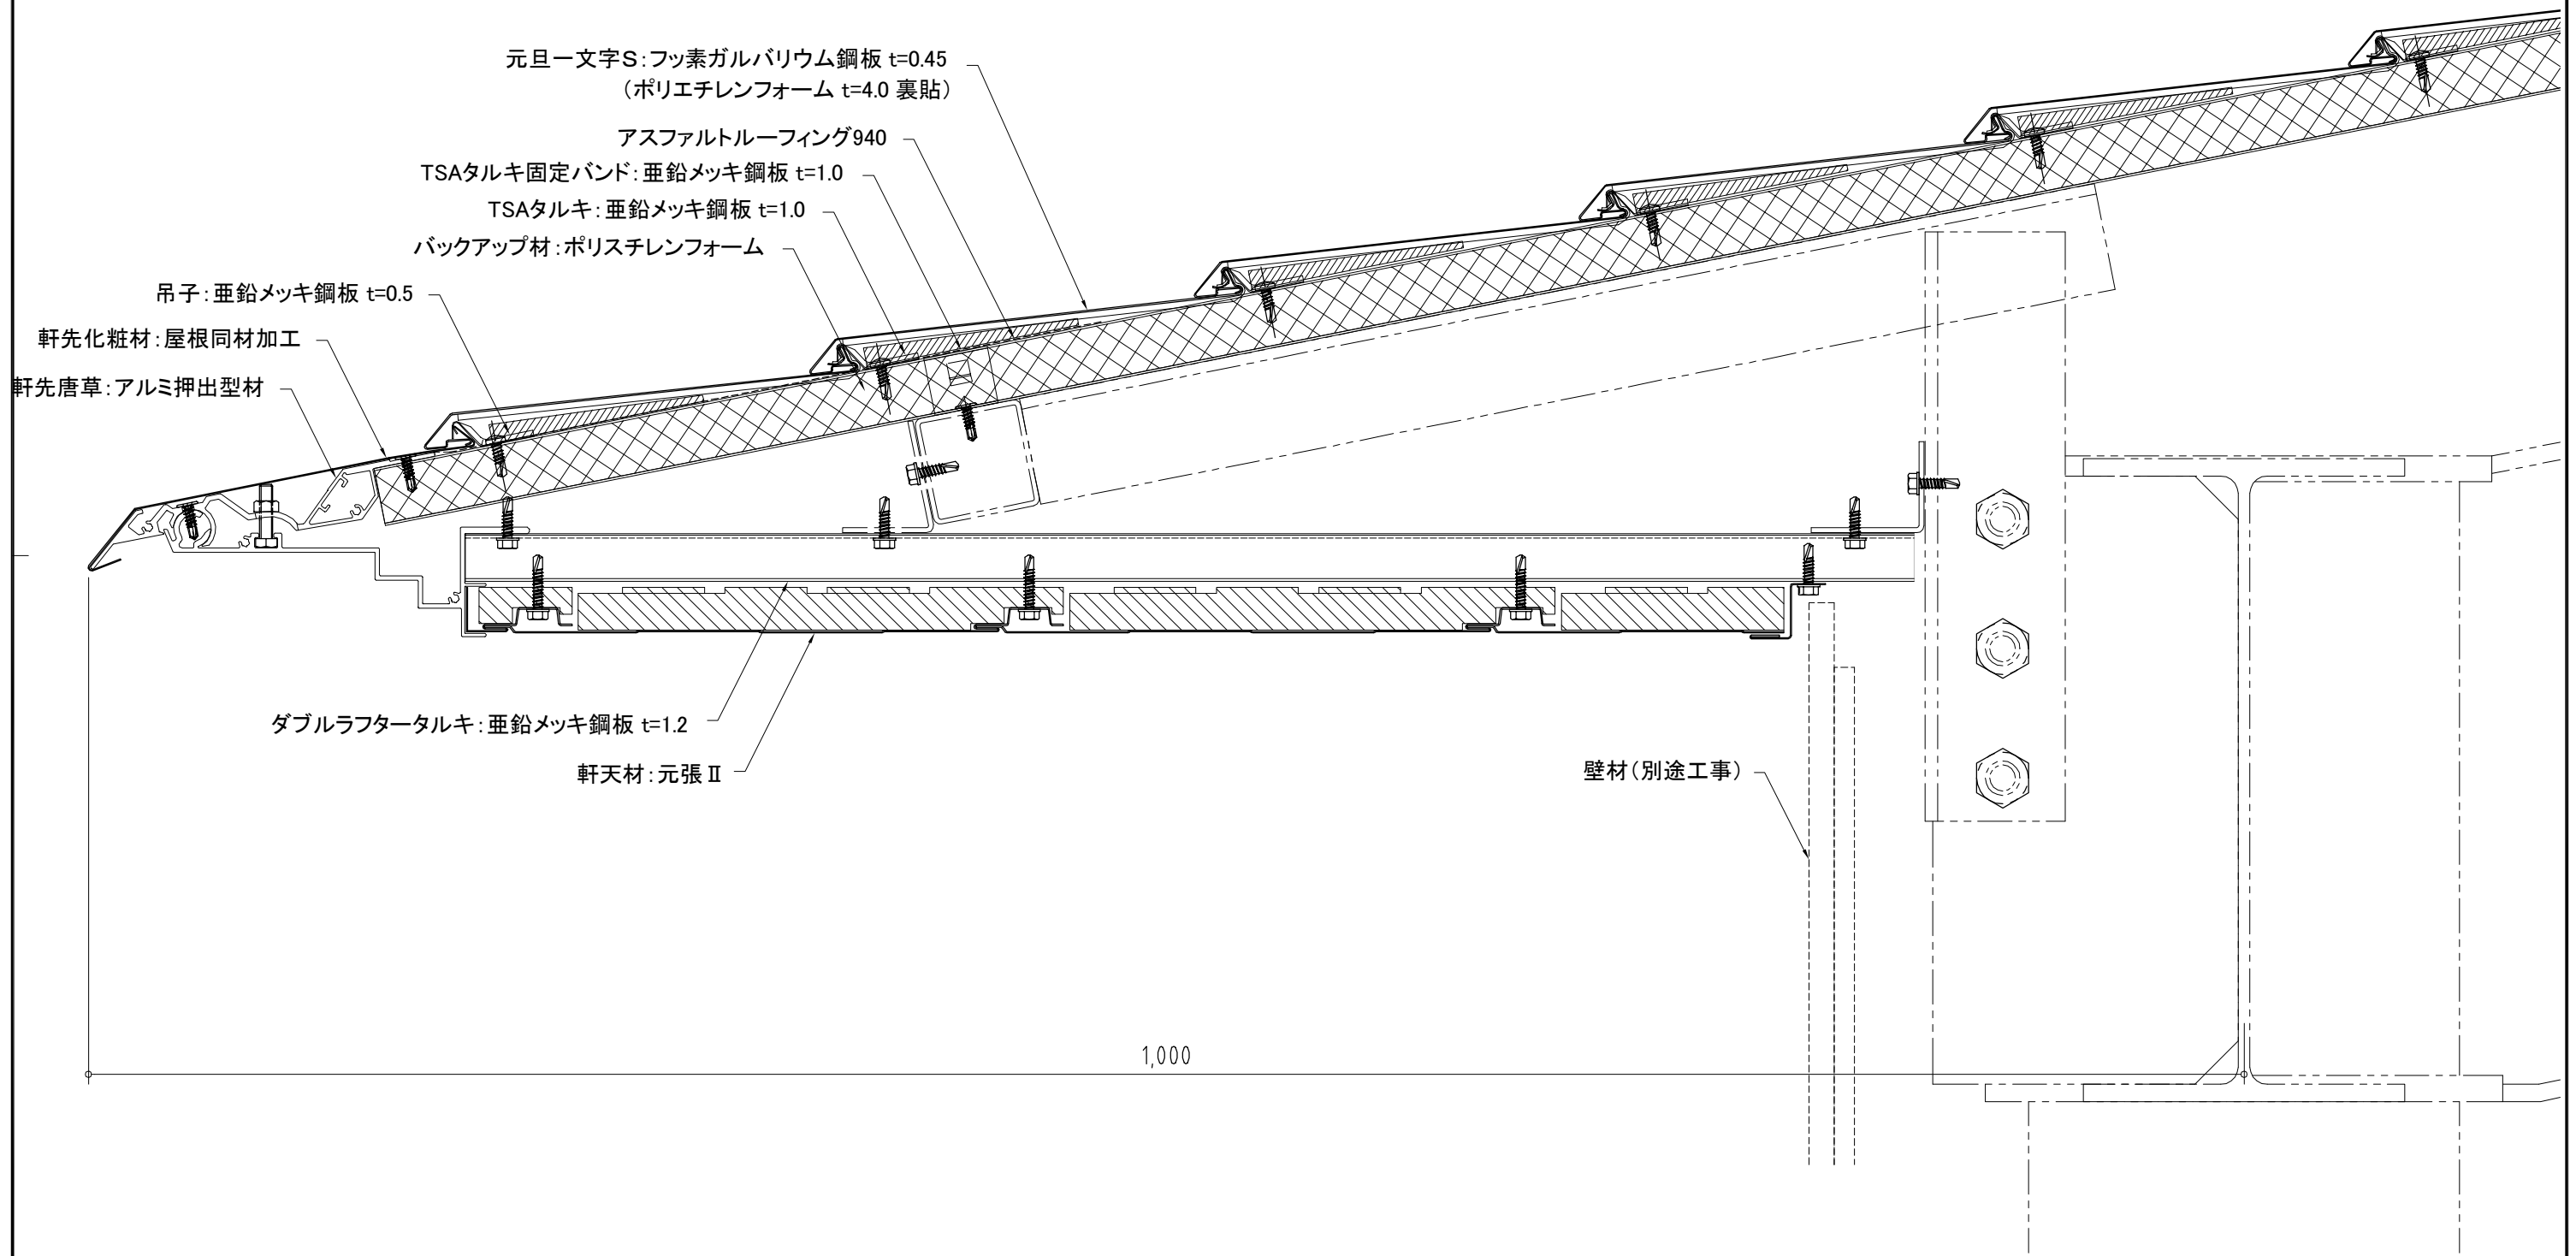 元旦一文字S：フッ素ガルバリウム鋼板 t=0.45
（ポリエチレンフォーム t=4.0 裏貼）
アスファルトルーフィング940
TSAタルキ固定バンド：亜鉛メッキ鋼板 t=1.0
TSAタルキ：亜鉛メッキ鋼板 t=1.0
バックアップ材：ポリスチレンフォーム
吊子：亜鉛メッキ鋼板 t=0.5
軒先化粧材：屋根同材加工
軒先唐草：アルミ押出型材
ダブルラフタータルキ：亜鉛メッキ鋼板 t=1.2
軒天材：元張Ⅱ
壁材（別途工事）
1,000